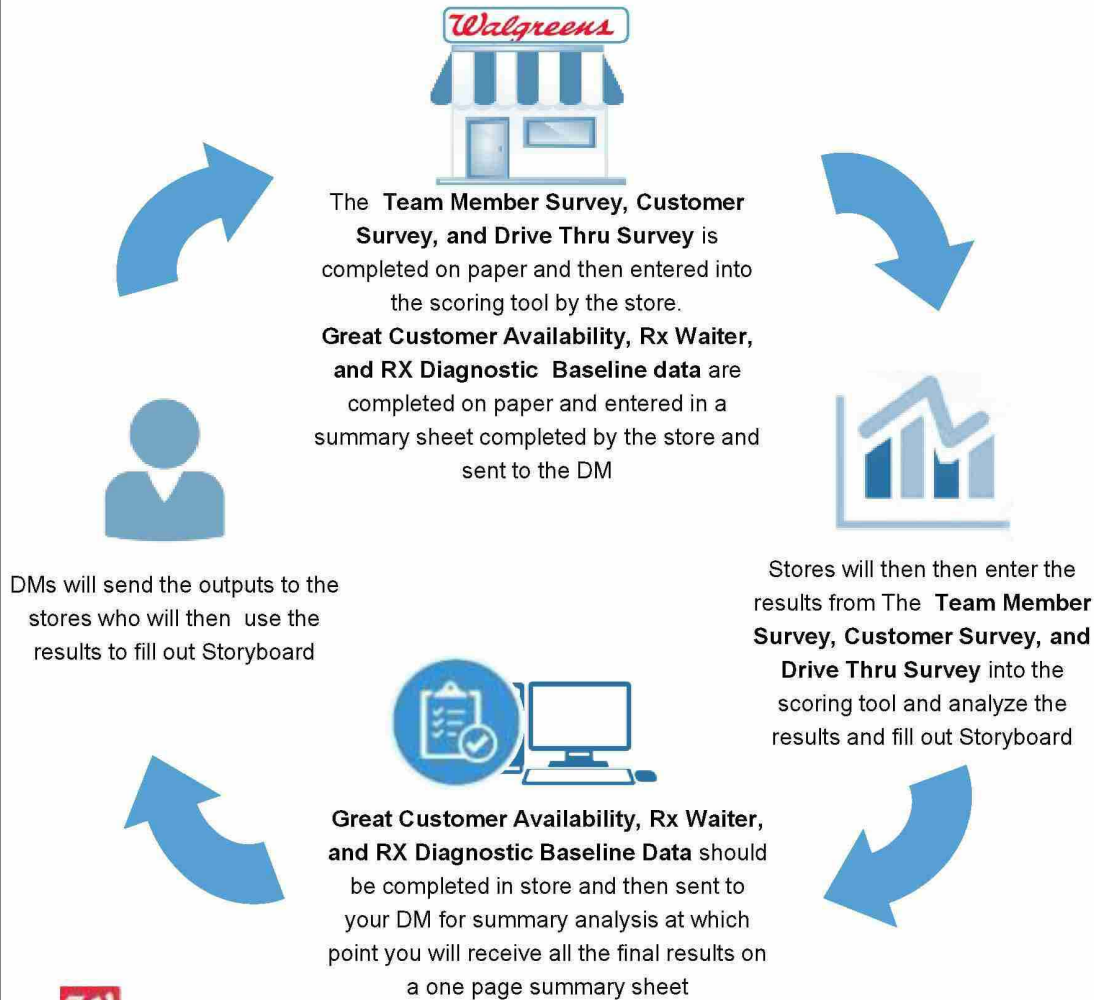 Walgreens
The Team Member Survey, Customer
Survey, and Drive Thru Survey is
completed on paper and then entered into
the scoring tool by the store.
Great Customer Availability, Rx Waiter,
and RX Diagnostic Baseline data are
completed on paper and entered in a
summary sheet completed by the store and
sent to the DM
Stores will then then enter the
results from The Team Member
Survey, Customer Survey, and
Drive Thru Survey into the
scoring tool and analyze the
results and fill out Storyboard
Great Customer Availability, Rx Waiter,
and RX Diagnostic Baseline Data should
be completed in store and then sent to
your DM for summary analysis at which
point you will receive all the final results on
a one page summary sheet
DMs will send the outputs to the
stores who will then use the
results to fill out Storyboard